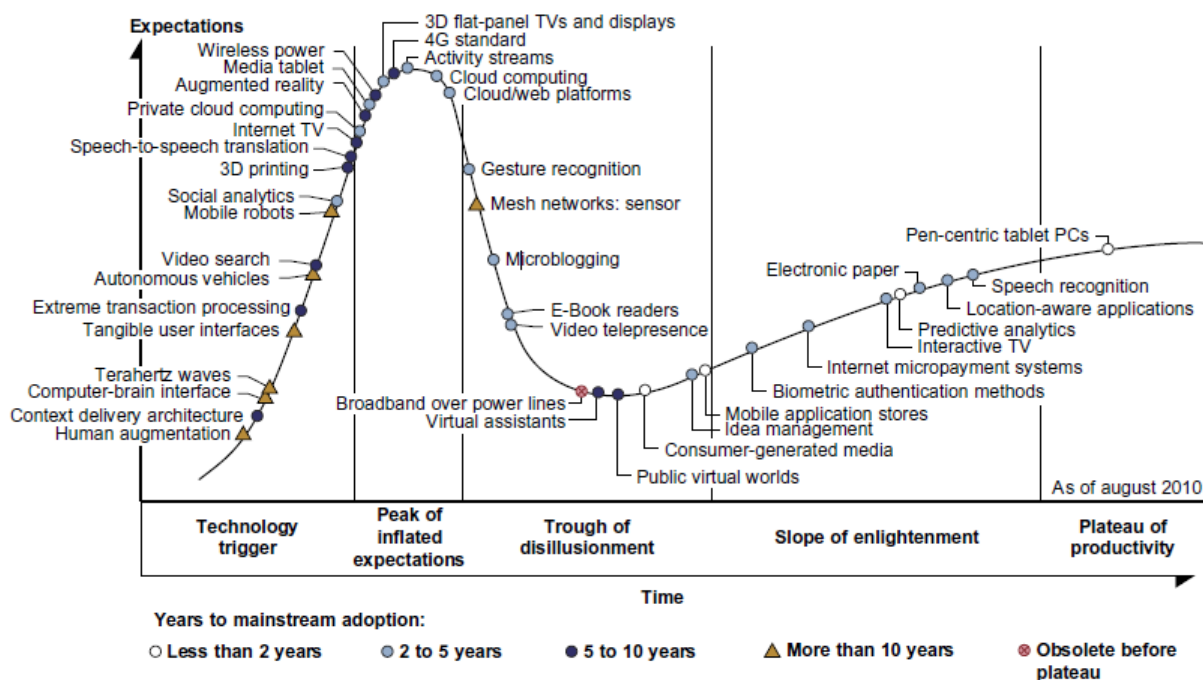 Expectations
3D flat-panel TVs and displays
4G standard
Wireless power
Activity streams
Media tablet
Cloud computing
Augmented reality
Cloud/web platforms
Private cloud computing
Internet TV
Speech-to-speech translation
3D printing
Gesture recognition
Social analytics
Mobile robots
Mesh networks: sensor
Pen-centric tablet PCs
Video search
Microblogging
Autonomous vehicles
Electronic paper
Speech recognition
Extreme transaction processing
E-Book readers
Location-aware applications
Tangible user interfaces
Video telepresence
Predictive analytics
Interactive TV
Terahertz waves
Internet micropayment systems
Computer-brain interface
Biometric authentication methods
Broadband over power lines
Context delivery architecture
Virtual assistants
Mobile application stores
Human augmentation
Idea management
Consumer-generated media
Public virtual worlds
As of august 2010
Technology
trigger
Peak of
inflated
expectations
Trough of
disillusionment
Slope of enlightenment
Plateau of
productivity
Time
Years to mainstream adoption:
Less than 2 years
2 to 5 years
5 to 10 years
More than 10 years
Obsolete before
plateau